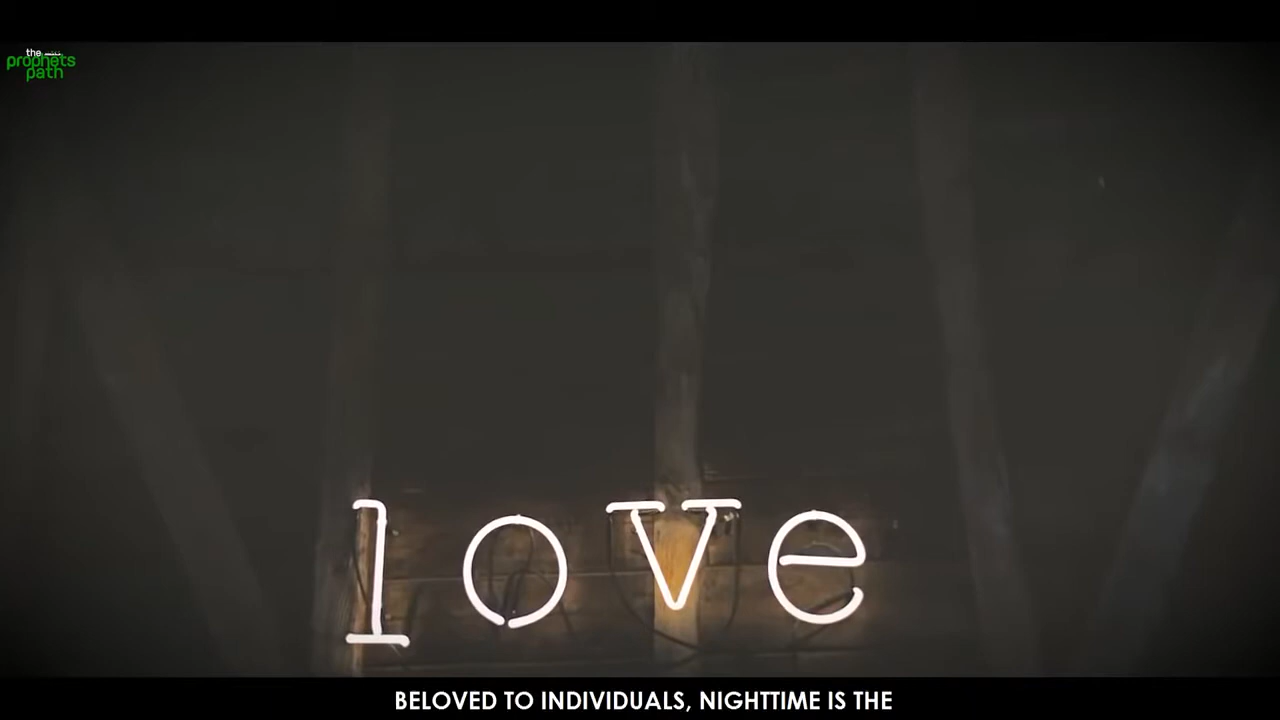 the
prophets
path
love
BELOVED TO INDIVIDUALS, NIGHTTIME IS THE